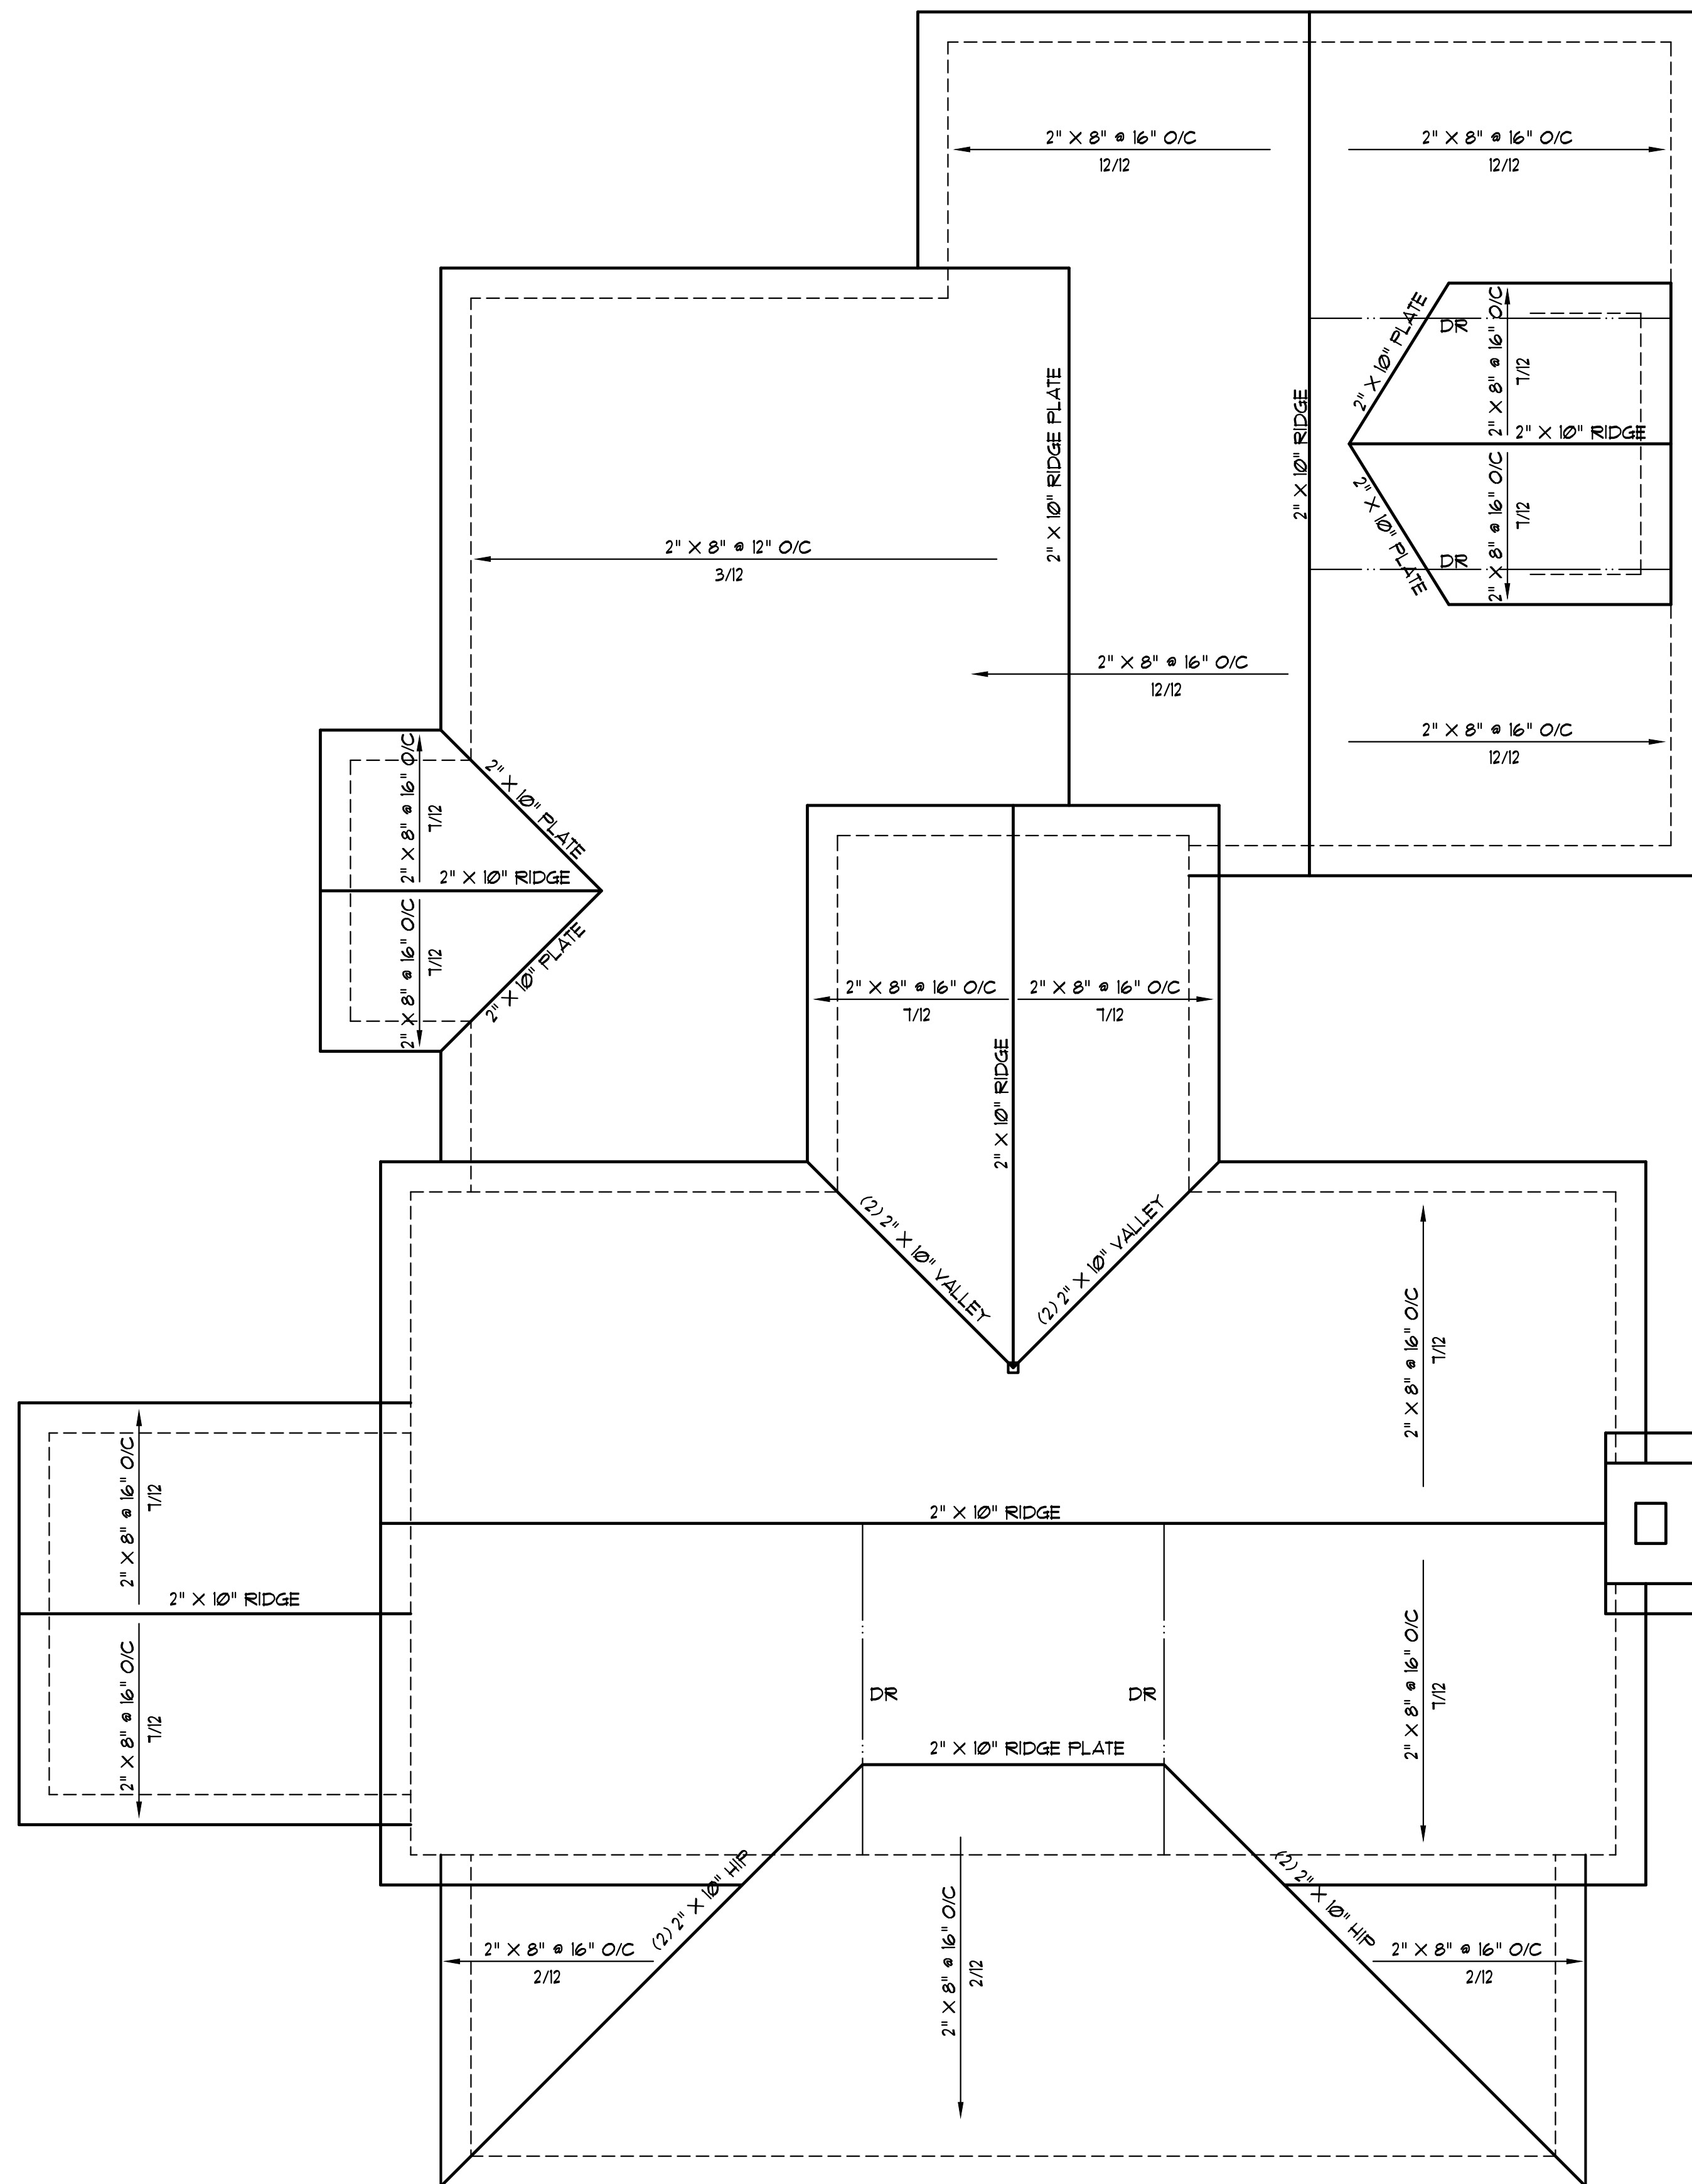 2" X 8" @ 16" O/C
12/12
2" X 8" @ 16" O/C
12/12
2" X 10" PLATE
DR
2" X 8" @ 16" O/C
7/12
2" X 10" RIDGE PLATE
2" X 10" RIDGE
2" X 10" RIDGE
2" X 10" PLATE
DR
2" X 8" @ 16" O/C
7/12
2" X 8" @ 12" O/C
3/12
2" X 8" @ 16" O/C
12/12
2" X 8" @ 16" O/C
12/12
2" X 8" @ 16" O/C
7/12
2" X 10" PLATE
2" X 10" RIDGE
2" X 8" @ 16" O/C
7/12
2" X 10" PLATE
2" X 8" @ 16" O/C
7/12
2" X 8" @ 16" O/C
7/12
2" X 10" RIDGE
(2) 2" X 10" VALLEY
(2) 2" X 10" VALLEY
2" X 8" @ 16" O/C
7/12
2" X 8" @ 16" O/C
7/12
2" X 10" RIDGE
2" X 10" RIDGE
2" X 8" @ 16" O/C
7/12
DR
DR
2" X 8" @ 16" O/C
7/12
2" X 10" RIDGE PLATE
(2) 2" X 10" HIP
(2) 2" X 10" HIP
2" X 8" @ 16" O/C
2/12
2" X 8" @ 16" O/C
2/12
2" X 8" @ 16" O/C
2/12